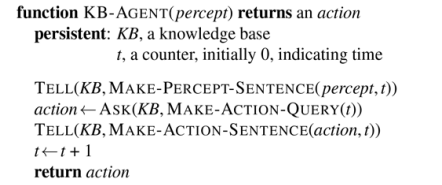 function KB-AGENT(percept) returns an action
persistent: KB, a knowledge base
t, a counter, initially 0, indicating time
TELL(KB, MAKE-PERCEPT-SENTENCE(percept, t))
action ← ASK(KB, MAKE-ACTION-QUERY(t))
TELL(KB, MAKE-ACTION-SENTENCE(action, t))
t ← t + 1
return action